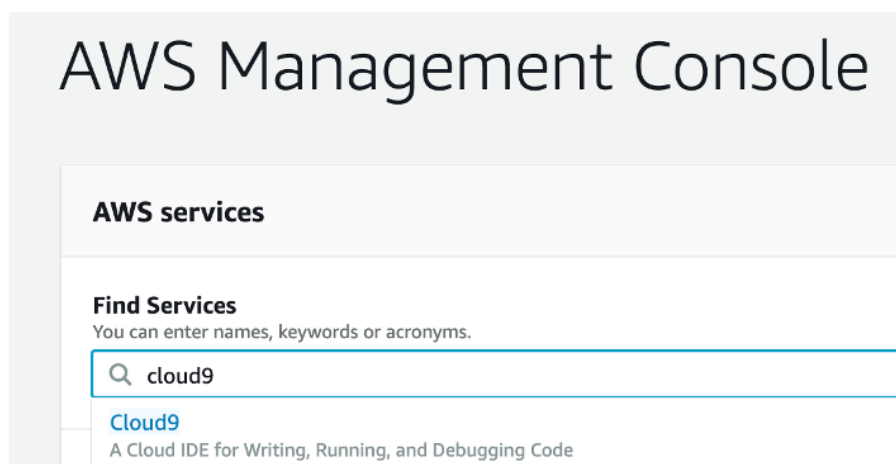 AWS Management Console
AWS services
Find Services
You can enter names, keywords or acronyms.
cloud9
Cloud9
A Cloud IDE for Writing, Running, and Debugging Code